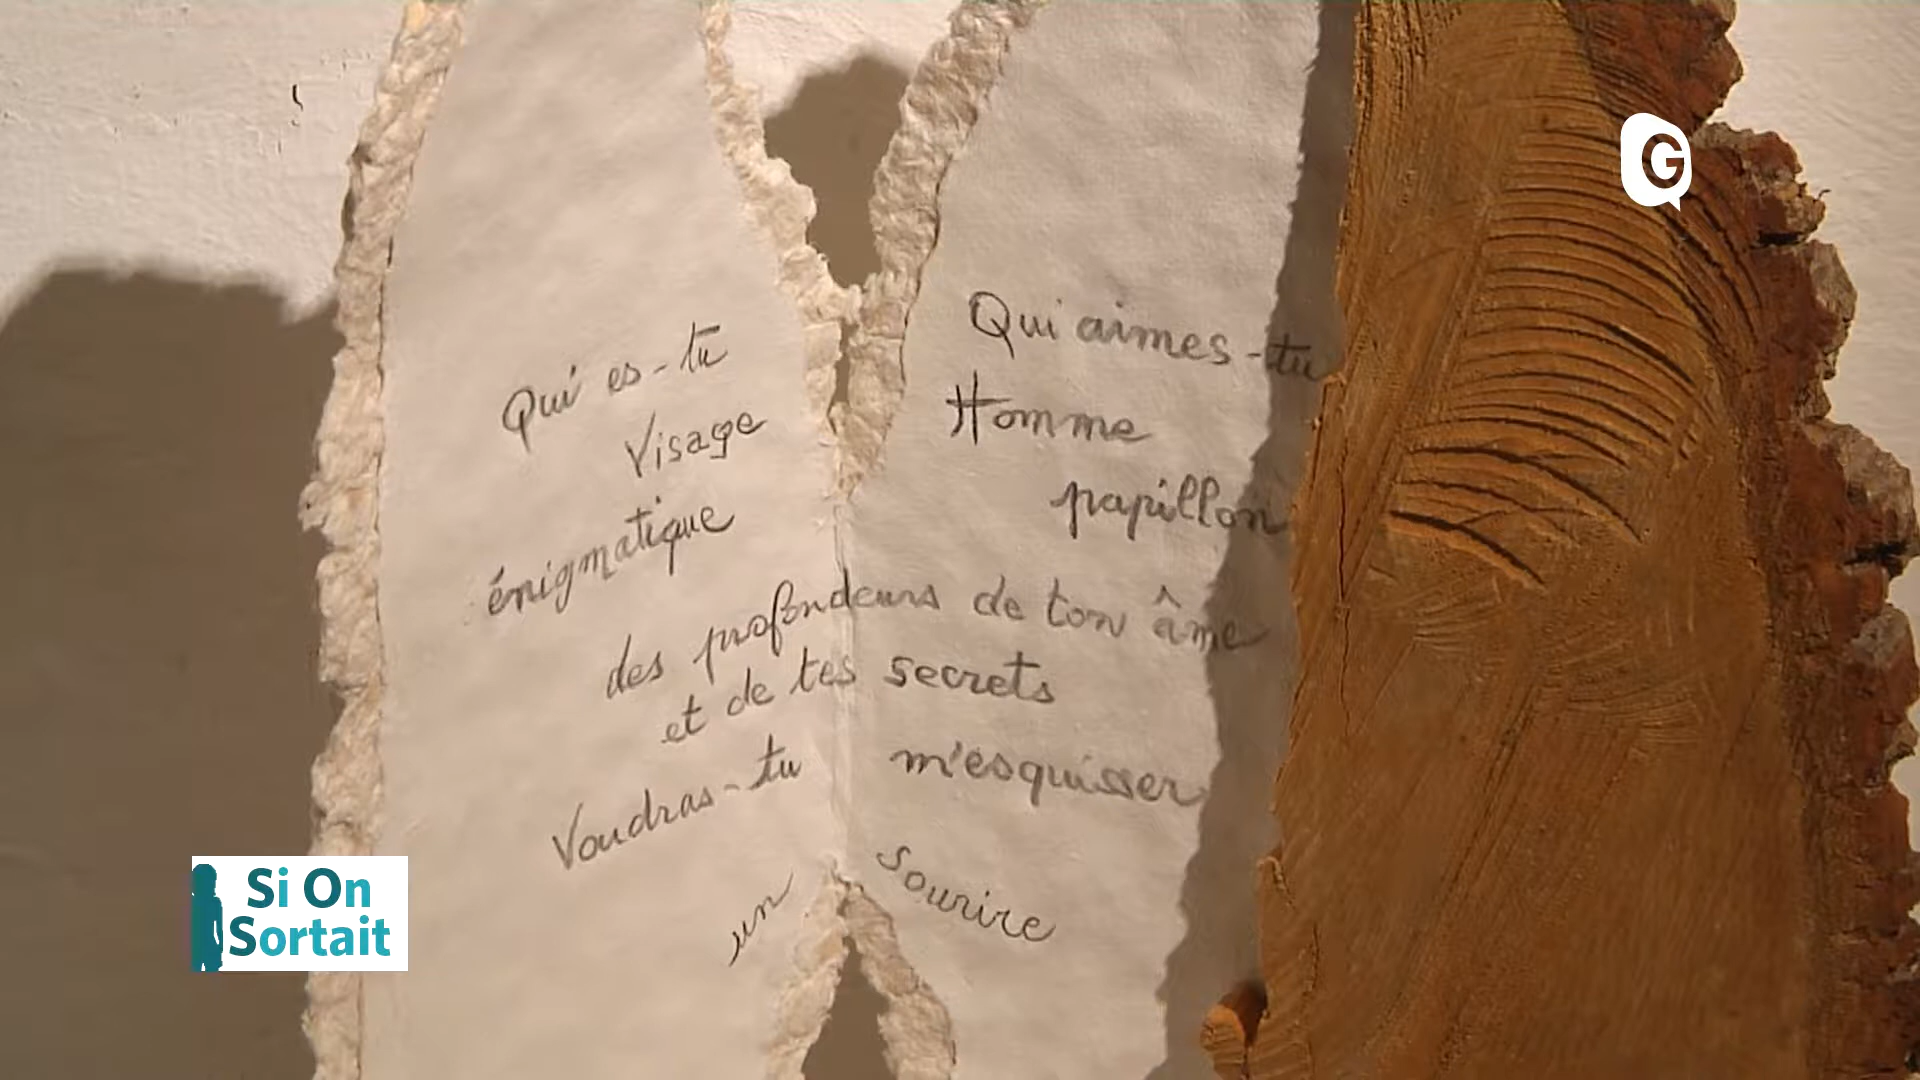 Qui es-tu
Visage
énigmatique
Qui aimes-tu
Homme
papillon
des profondeurs de ton âme
et de tes secrets
Voudras-tu m'esquisser
un sourire
G
Si On
Sortait